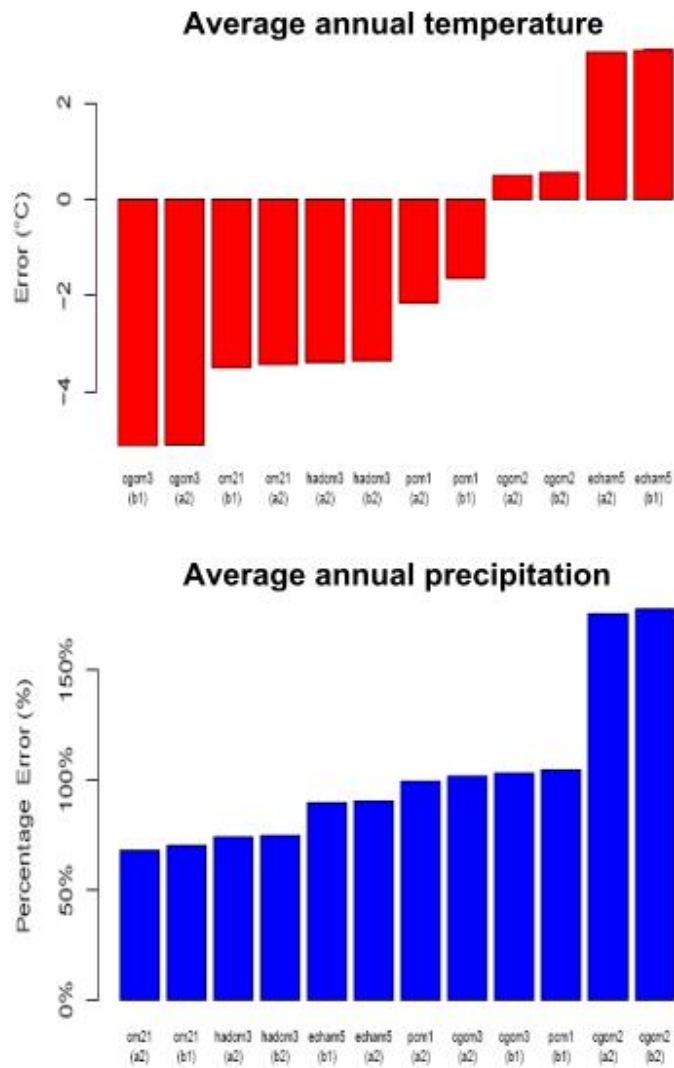 Average annual temperature
Error (°C)
2
0
−2
−4
cgcm3 cgcm3 cm21 cm21 hadcm3 hadcm3 pcm1 pcm1 cgcm2 cgcm2 echam5 echam5
(b1) (a2) (b1) (a2) (a2) (b2) (a2) (b1) (a2) (b2) (a2) (b1)
Average annual precipitation
Percentage Error (%)
150%
100%
50%
0%
cm21 cm21 hadcm3 hadcm3 echam5 echam5 pcm1 cgcm3 cgcm3 pcm1 cgcm2 cgcm2
(a2) (b1) (a2) (b2) (b1) (a2) (a2) (a2) (b1) (b1) (a2) (b2)